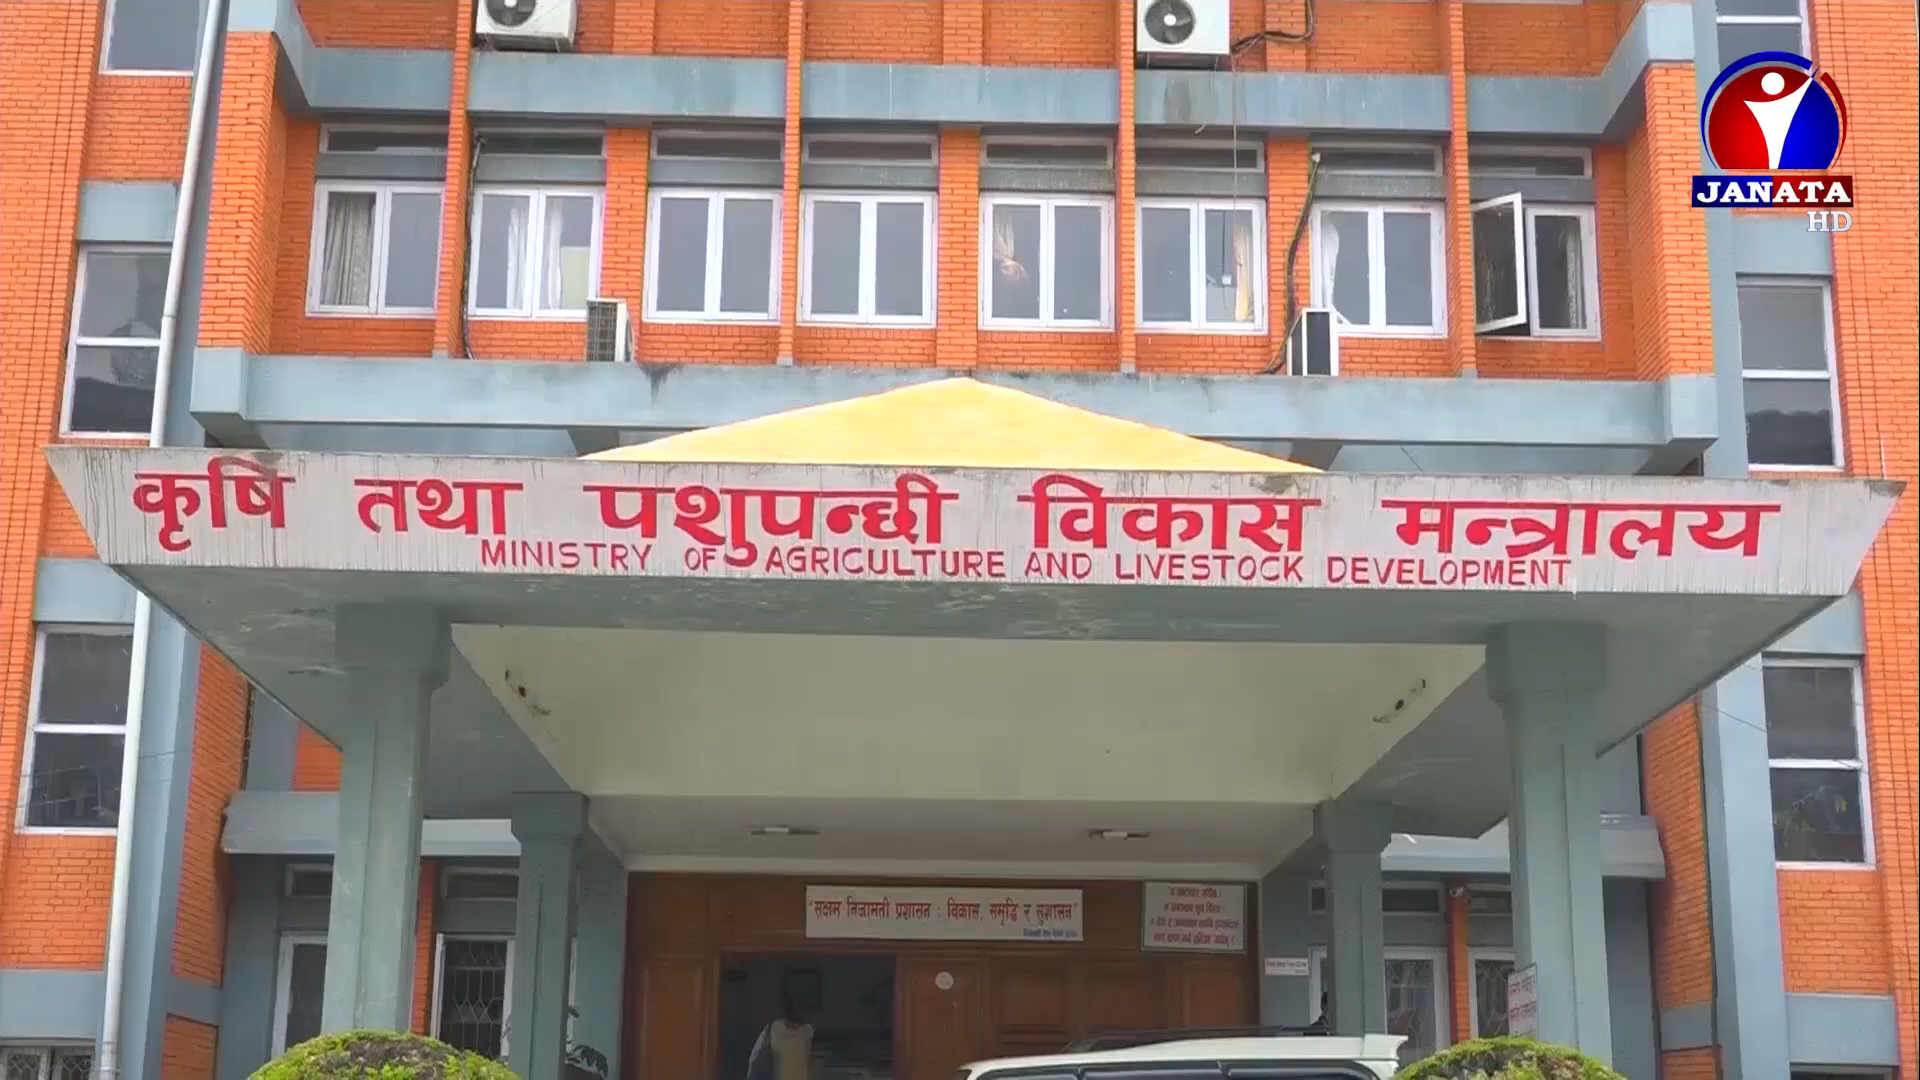 JANATA
HD
कृषि तथा पशुपन्छी विकास मन्त्रालय
MINISTRY OF AGRICULTURE AND LIVESTOCK DEVELOPMENT
"सक्षम निजामती प्रशासन : विकास, समृद्धि र सुशासन"